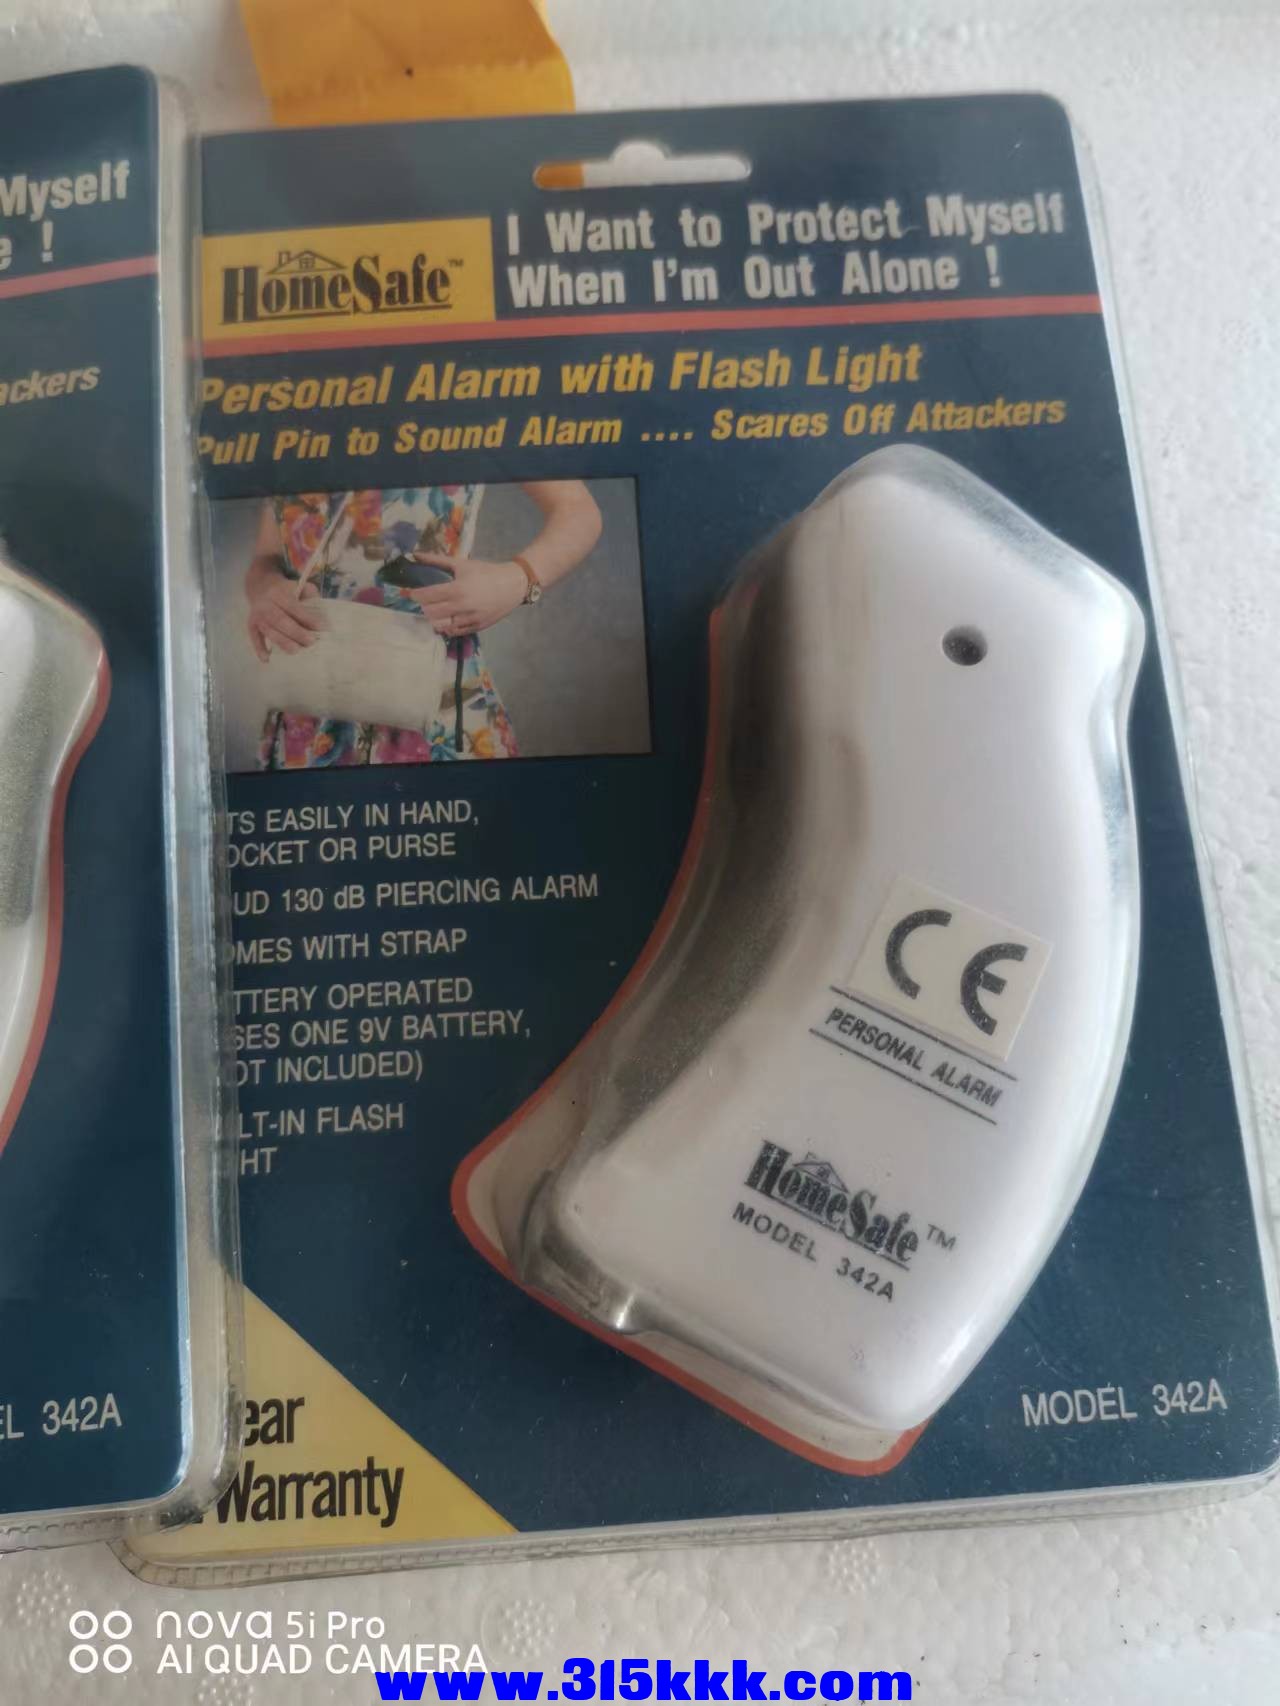 Myself
!
ackers
EL 342A
HomeSafe™
I Want to Protect Myself
When I'm Out Alone !
Personal Alarm with Flash Light
Pull Pin to Sound Alarm .... Scares Off Attackers
TS EASILY IN HAND,
OCKET OR PURSE
UD 130 dB PIERCING ALARM
OMES WITH STRAP
TTERY OPERATED
SES ONE 9V BATTERY,
OT INCLUDED)
LT-IN FLASH
HT
ear
Warranty
CE
PERSONAL ALARM
HomeSafe™
MODEL 342A
MODEL 342A
nova 5i Pro
AI QUAD CAMERA
www.315kkk.com